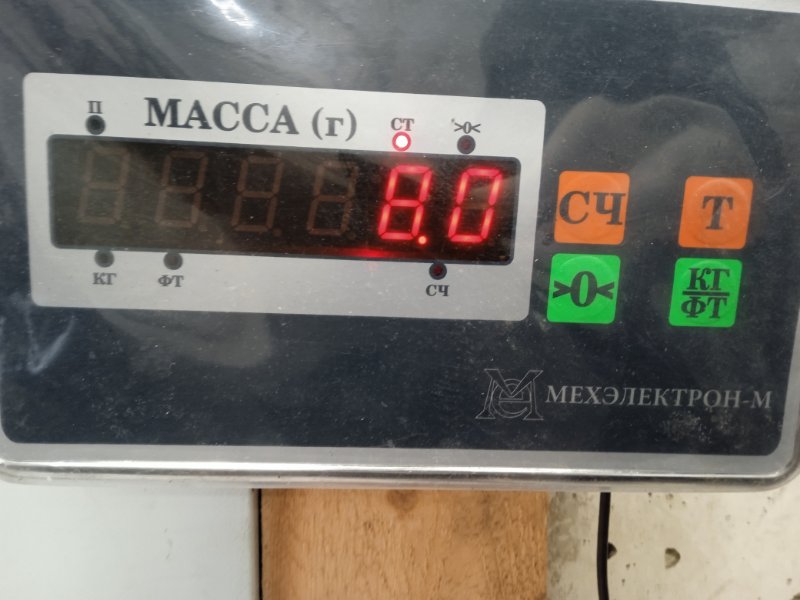 П
МАССА (г)
СТ
>0<
8.0
КГ
ФТ
СЧ
СЧ
Т
>0<
КГ
ФТ
МЕХЭЛЕКТРОН-М